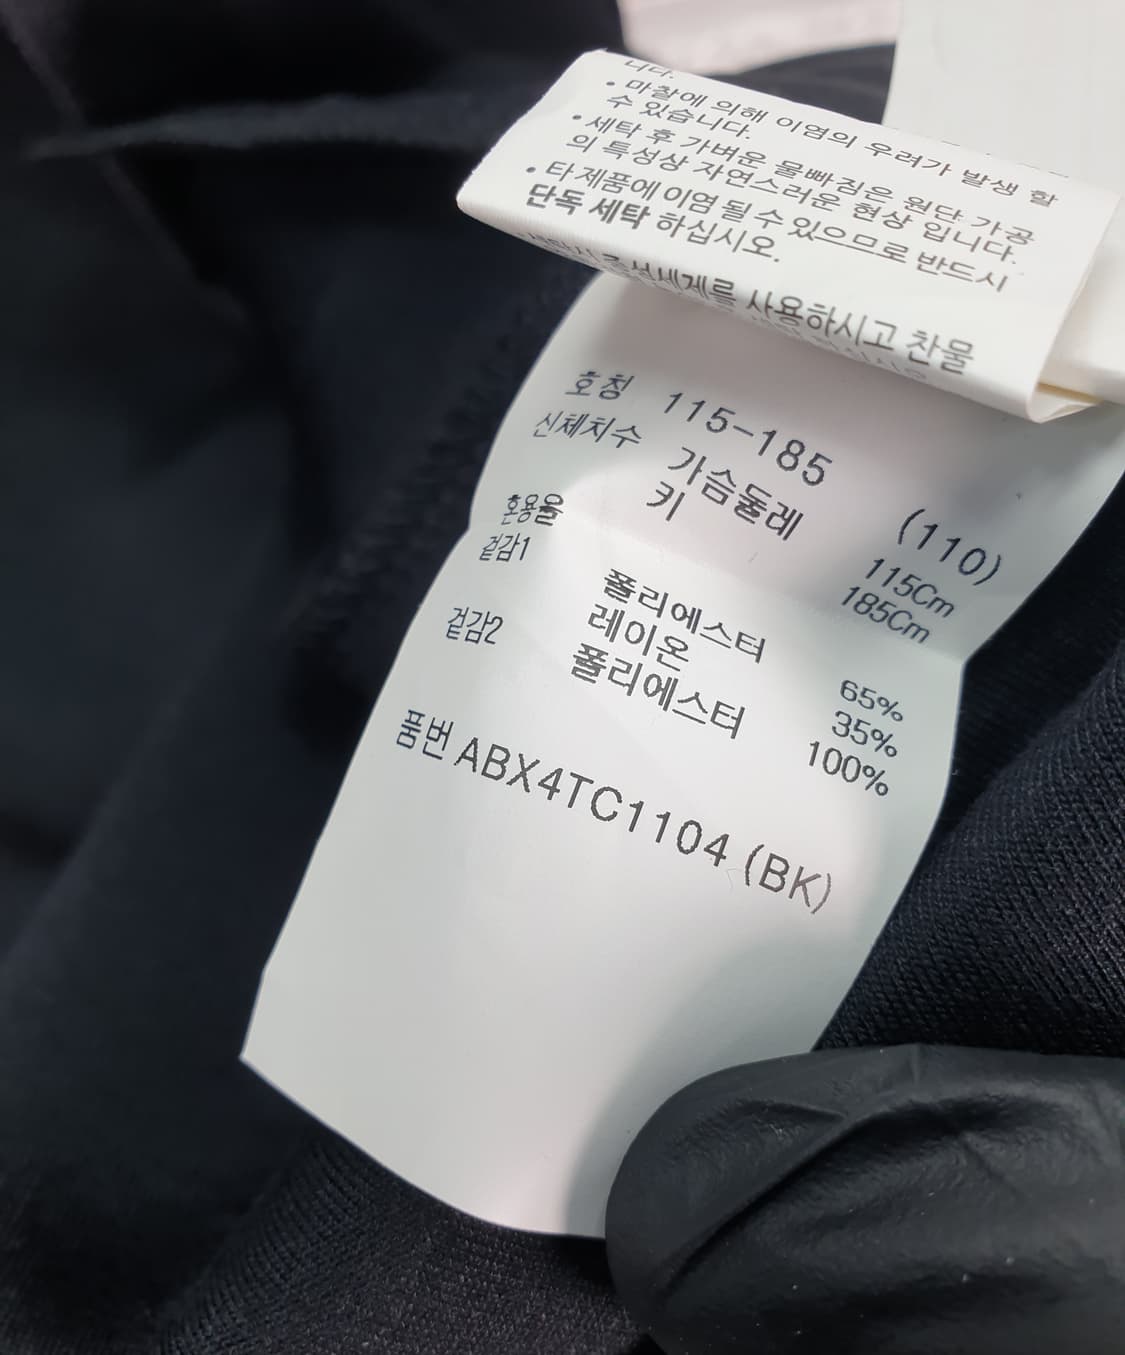 니다.
• 마찰에 의해 이염의 우려가 발생 할
수 있습니다.
• 세탁 후 가벼운 물빠짐은 원단 가공
의 특성상 자연스러운 현상 입니다.
• 타제품에 이염 될 수 있으므로 반드시
단독 세탁 하십시오.
사용하시고 찬물
호칭 115-185 (110)
신체치수 가슴둘레 115Cm
키 185Cm
혼용율
겉감1 폴리에스터 65%
레이온 35%
겉감2 폴리에스터 100%
품번 ABX4TC1104 (BK)